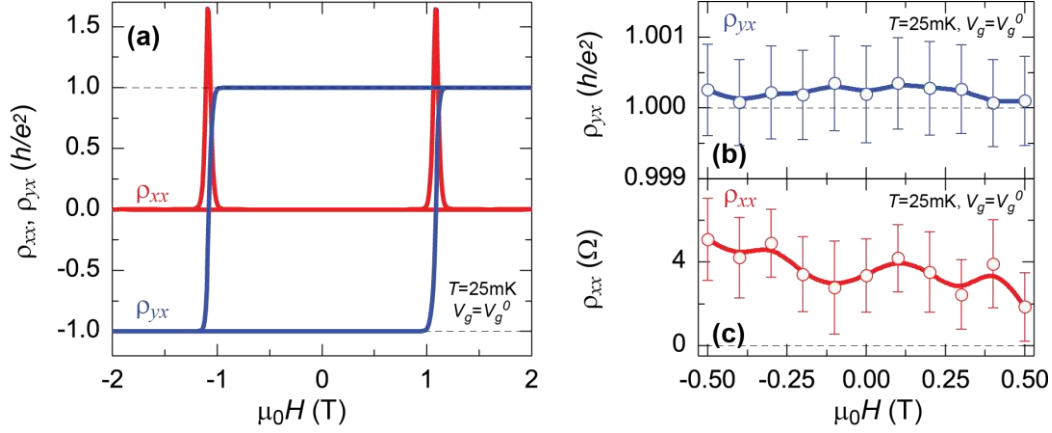 (a)
ρxx, ρyx (h/e²)
1.5
1.0
0.5
0.0
-0.5
-1.0
ρxx
ρyx
T=25mK
Vg=Vg⁰
-2
-1
0
1
2
μ₀H (T)
ρyx
T=25mK, Vg=Vg⁰
ρyx (h/e²)
1.001
1.000
0.999
(b)
ρxx
T=25mK, Vg=Vg⁰
ρxx (Ω)
4
0
(c)
-0.50
-0.25
0.00
0.25
0.50
μ₀H (T)